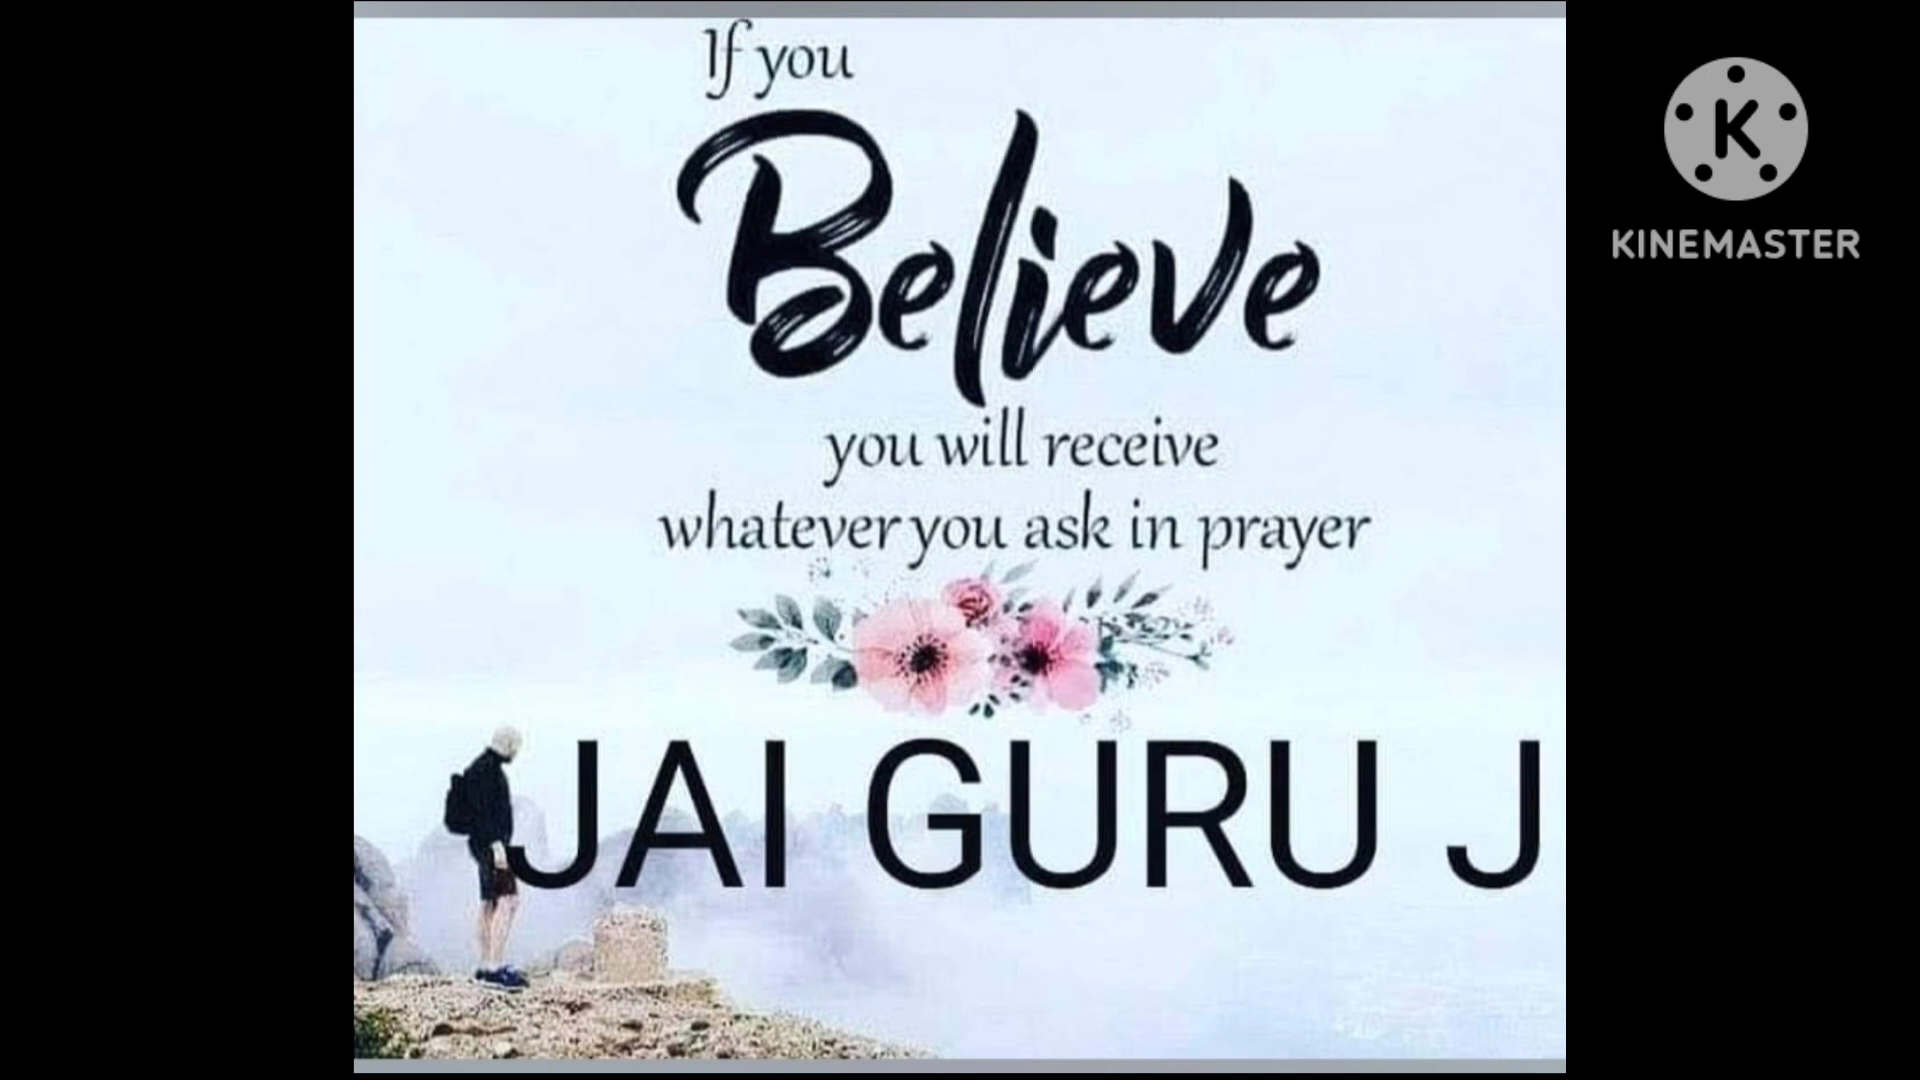 If you
Believe
you will receive
whatever you ask in prayer
JAI GURU J
K
KINEMASTER